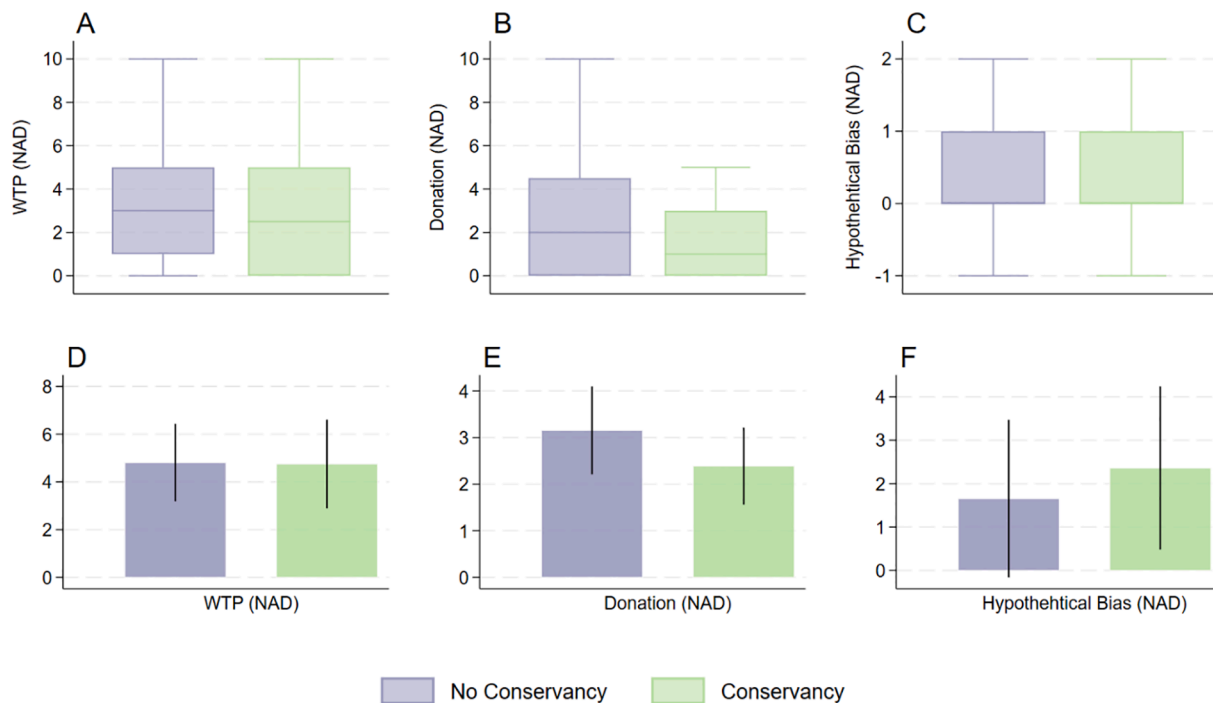 A
B
C
10
8
6
4
2
0
WTP (NAD)
10
8
6
4
2
0
Donation (NAD)
2
1
0
-1
Hypothehtical Bias (NAD)
D
E
F
8
6
4
2
0
WTP (NAD)
4
3
2
1
0
Donation (NAD)
4
3
2
1
0
Hypothehtical Bias (NAD)
No Conservancy
Conservancy